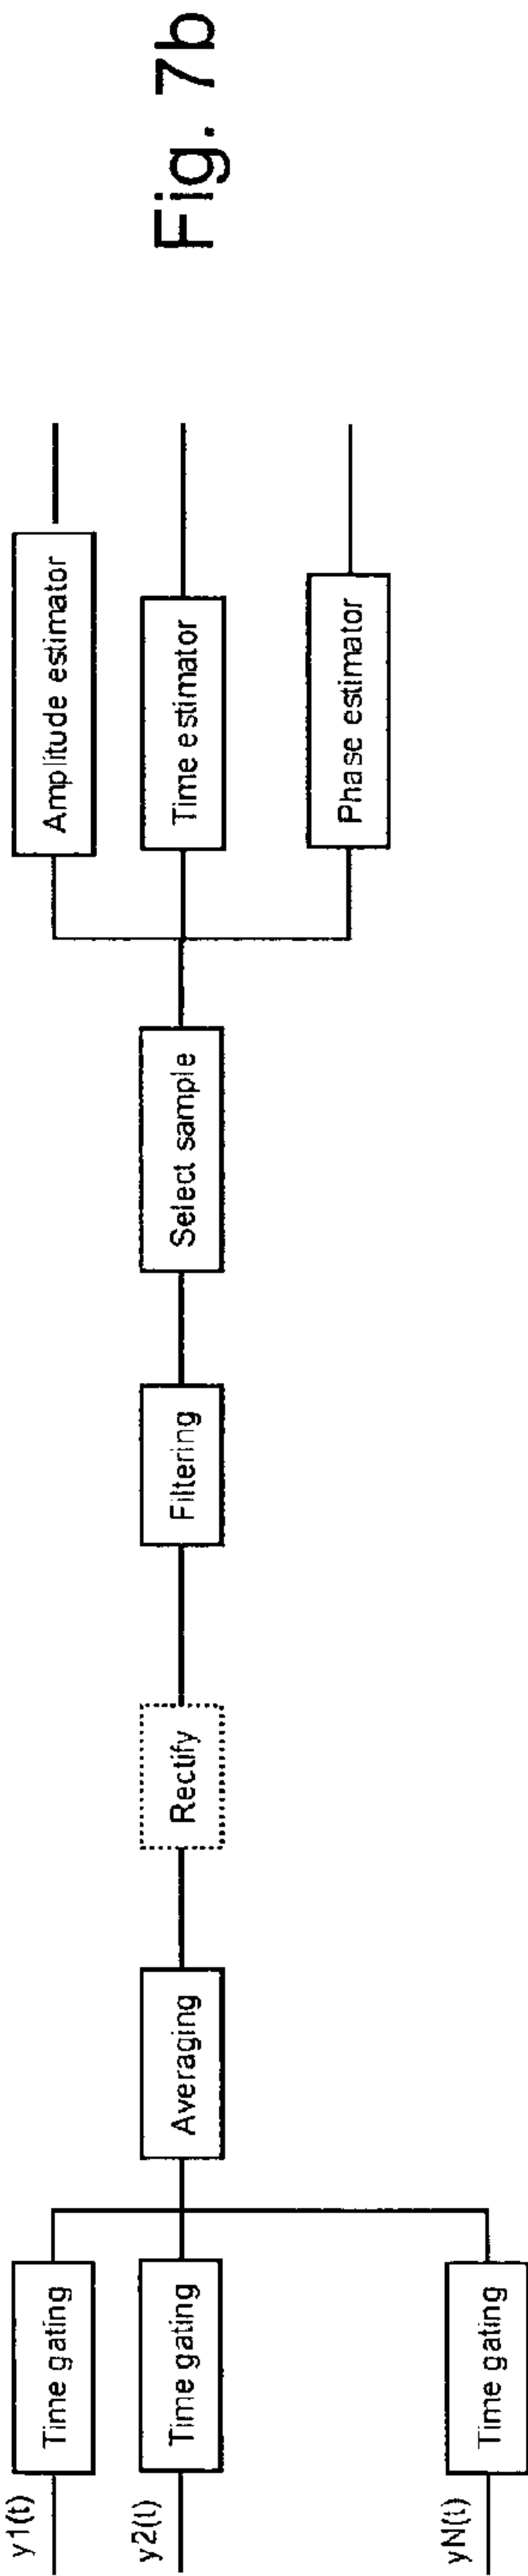 y1(t)
Time gating
y2(t)
Time gating
yN(t)
Time gating
Averaging
Rectify
Filtering
Select sample
Amplitude estimator
Time estimator
Phase estimator
Fig. 7b